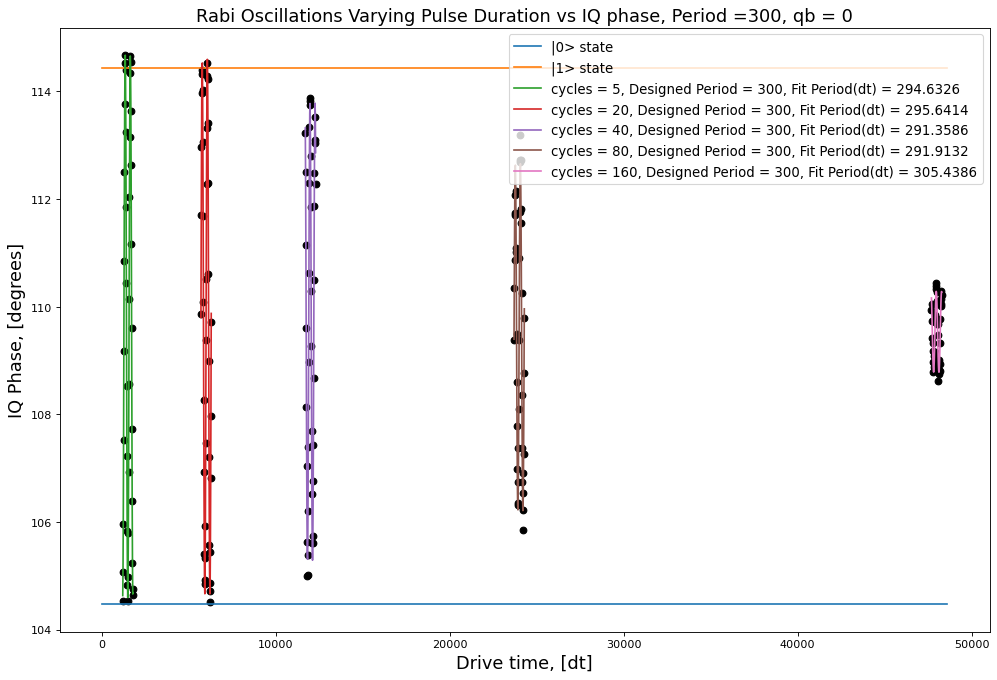 Rabi Oscillations Varying Pulse Duration vs IQ phase, Period =300, qb = 0
|0> state
|1> state
cycles = 5, Designed Period = 300, Fit Period(dt) = 294.6326
cycles = 20, Designed Period = 300, Fit Period(dt) = 295.6414
cycles = 40, Designed Period = 300, Fit Period(dt) = 291.3586
cycles = 80, Designed Period = 300, Fit Period(dt) = 291.9132
cycles = 160, Designed Period = 300, Fit Period(dt) = 305.4386
IQ Phase, [degrees]
114
112
110
108
106
104
0 10000 20000 30000 40000 50000
Drive time, [dt]